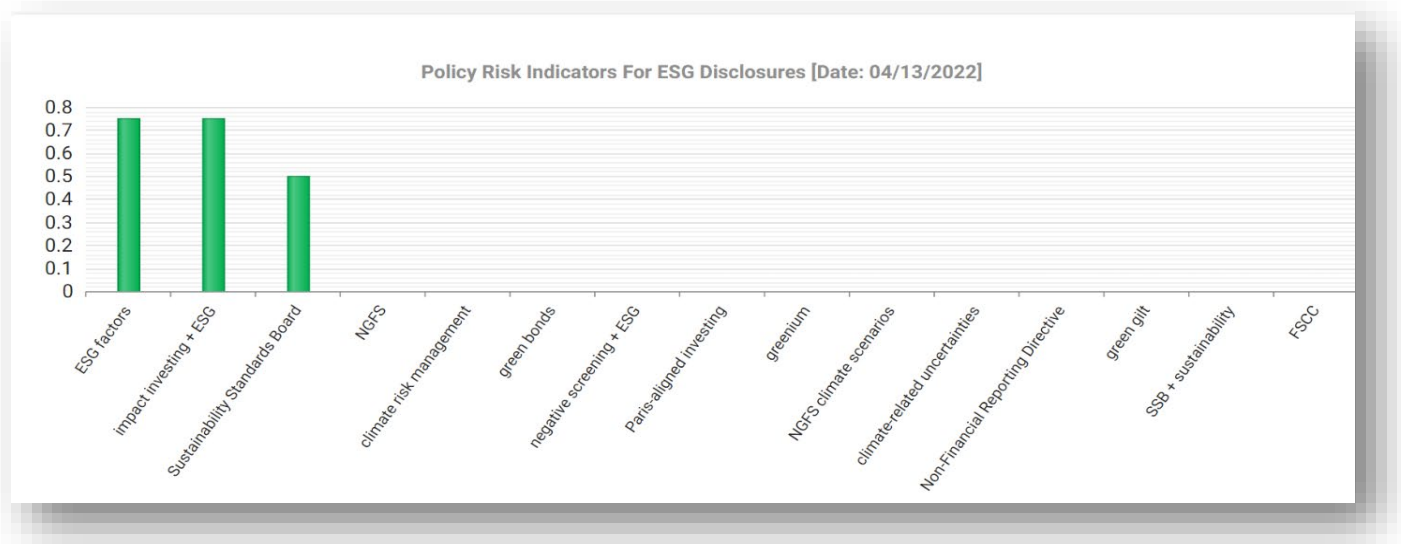 Policy Risk Indicators For ESG Disclosures [Date: 04/13/2022]
0.8
0.7
0.6
0.5
0.4
0.3
0.2
0.1
0
ESG factors
impact investing + ESG
Sustainability Standards Board
NGFS
climate risk management
green bonds
negative screening + ESG
Paris-aligned investing
greenium
NGFS climate scenarios
climate-related uncertainties
Non-Financial Reporting Directive
green gilt
SSB + sustainability
FSCC